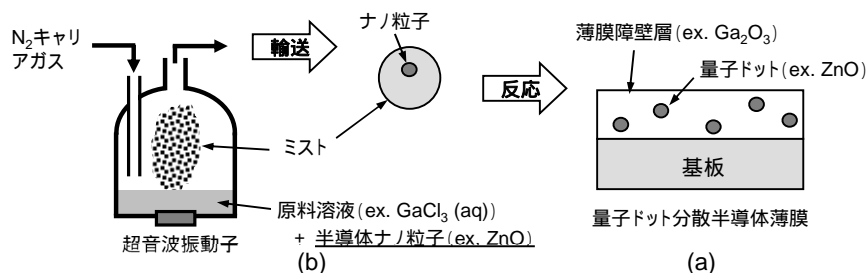 N₂キャリ
アガス
輸送
ナノ粒子
ミスト
反応
薄膜障壁層(ex. Ga₂O₃)
量子ドット(ex. ZnO)
基板
原料溶液(ex. GaCl₃ (aq))
+ 半導体ナノ粒子(ex. ZnO)
超音波振動子
量子ドット分散半導体薄膜
(b)
(a)